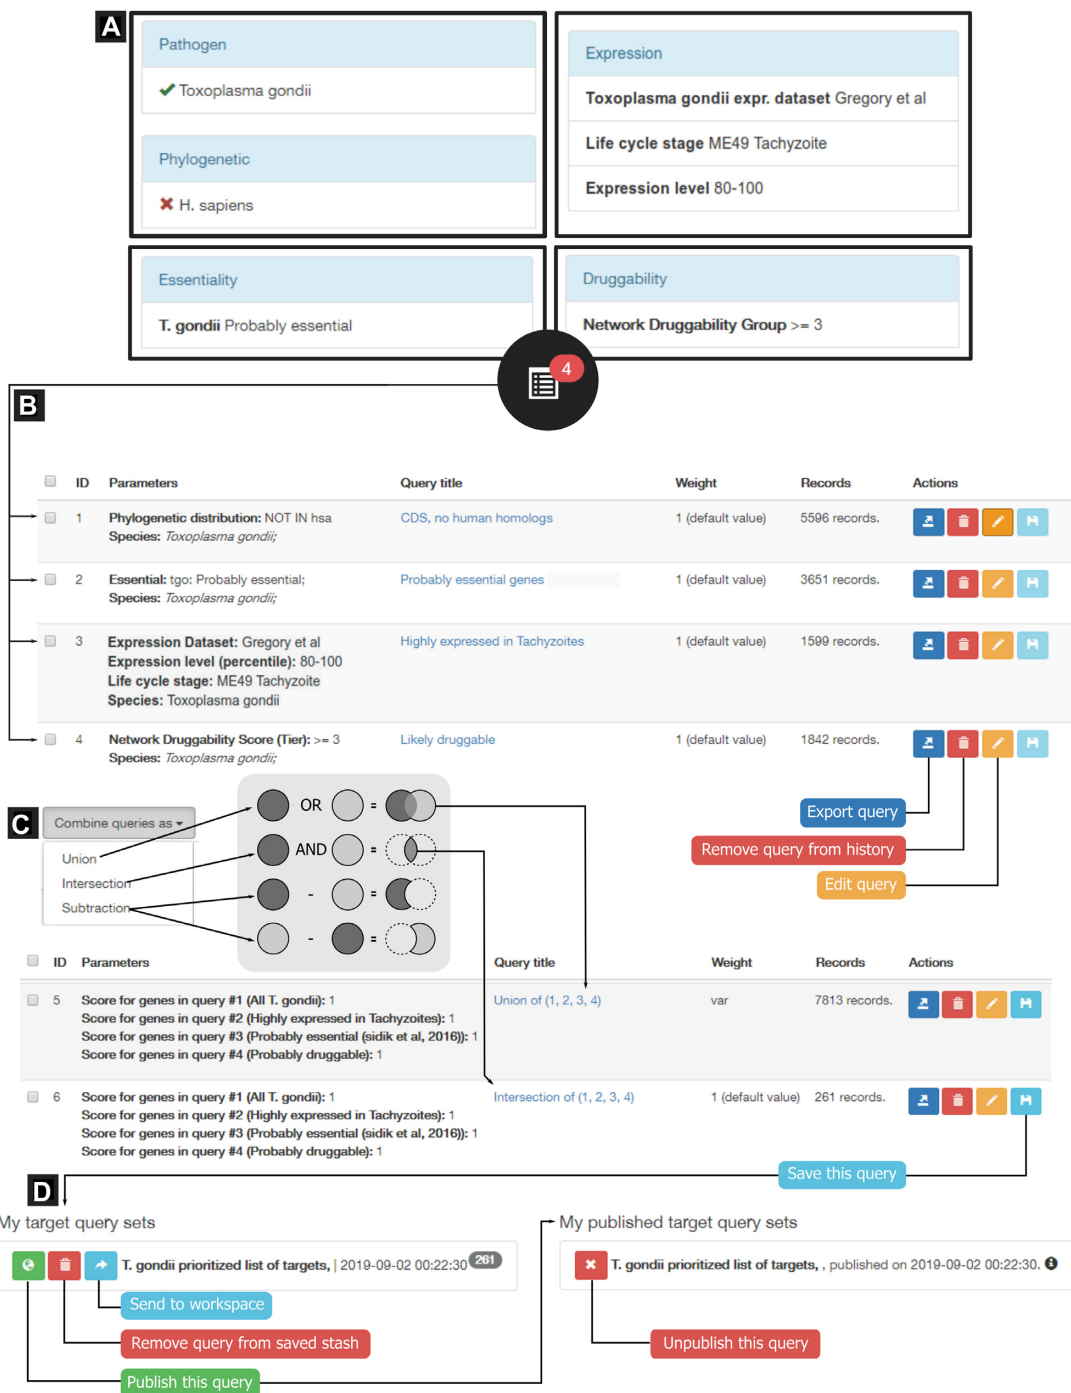 A
Pathogen
Toxoplasma gondii
Phylogenetic
H. sapiens
Expression
Toxoplasma gondii expr. dataset Gregory et al
Life cycle stage ME49 Tachyzoite
Expression level 80-100
Essentiality
T. gondii Probably essential
Druggability
Network Druggability Group >= 3
4
B
ID Parameters Query title Weight Records Actions
1 Phylogenetic distribution: NOT IN hsa CDS, no human homologs 1 (default value) 5596 records.
Species: Toxoplasma gondii;
2 Essential: tgo: Probably essential; Probably essential genes 1 (default value) 3651 records.
Species: Toxoplasma gondii;
3 Expression Dataset: Gregory et al Highly expressed in Tachyzoites 1 (default value) 1599 records.
Expression level (percentile): 80-100
Life cycle stage: ME49 Tachyzoite
Species: Toxoplasma gondii
4 Network Druggability Score (Tier): >= 3 Likely druggable 1 (default value) 1842 records.
Species: Toxoplasma gondii;
Export query
Remove query from history
Edit query
C
Combine queries as
Union
Intersection
Subtraction
OR =
AND =
- =
- =
ID Parameters Query title Weight Records Actions
5 Score for genes in query #1 (All T. gondii): 1 Union of (1, 2, 3, 4) var 7813 records.
Score for genes in query #2 (Highly expressed in Tachyzoites): 1
Score for genes in query #3 (Probably essential (sidik et al, 2016)): 1
Score for genes in query #4 (Probably druggable): 1
6 Score for genes in query #1 (All T. gondii): 1 Intersection of (1, 2, 3, 4) 1 (default value) 261 records.
Score for genes in query #2 (Highly expressed in Tachyzoites): 1
Score for genes in query #3 (Probably essential (sidik et al, 2016)): 1
Score for genes in query #4 (Probably druggable): 1
Save this query
D
My target query sets
T. gondii prioritized list of targets, | 2019-09-02 00:22:30 261
Send to workspace
Remove query from saved stash
Publish this query
My published target query sets
T. gondii prioritized list of targets, , published on 2019-09-02 00:22:30.
Unpublish this query